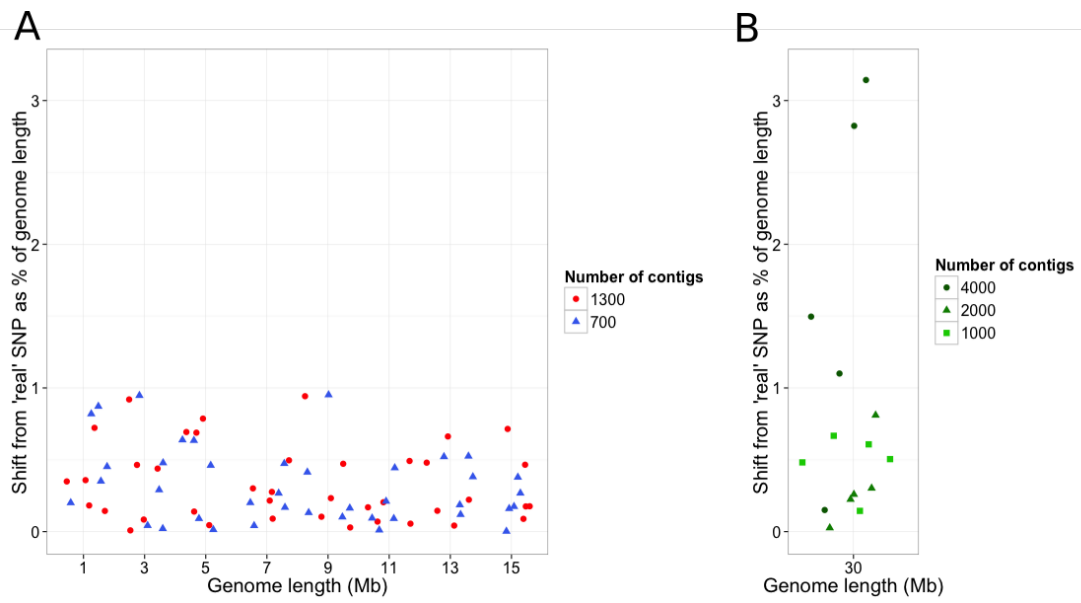 A
Shift from 'real' SNP as % of genome length
3
2
1
0
1 3 5 7 9 11 13 15
Genome length (Mb)
Number of contigs
1300
700
B
Shift from 'real' SNP as % of genome length
3
2
1
0
30
Genome length (Mb)
Number of contigs
4000
2000
1000